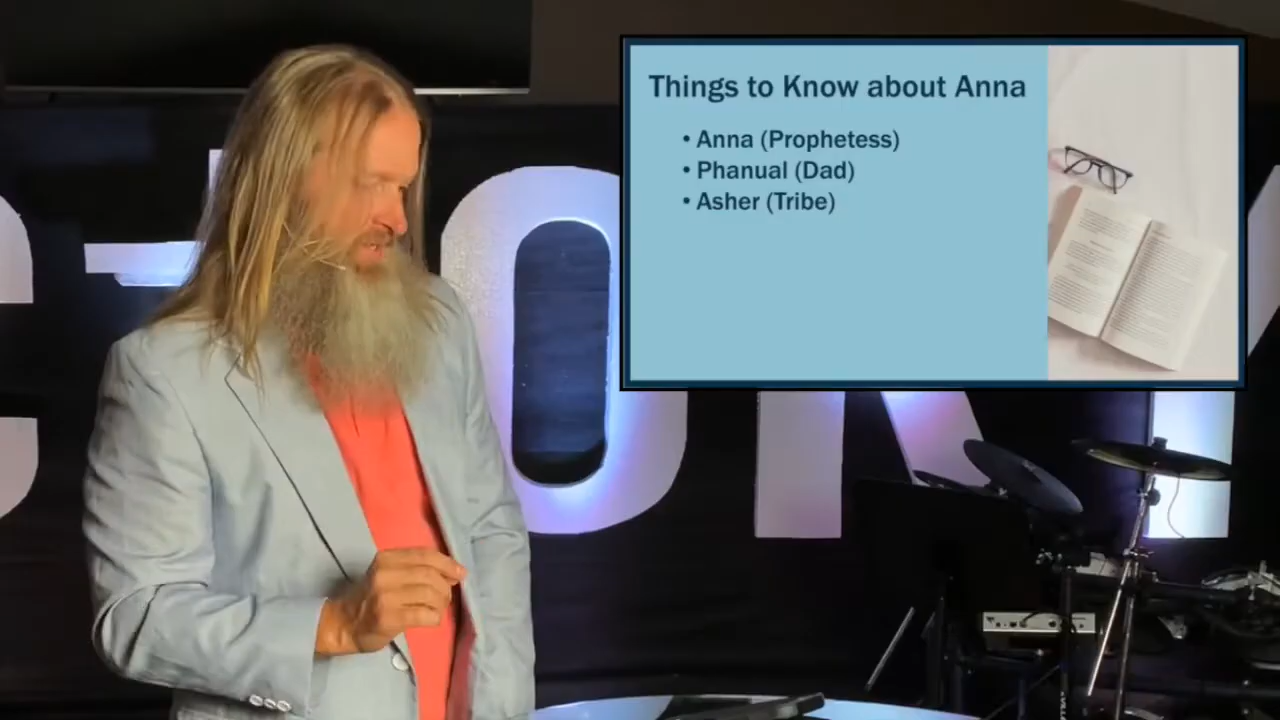 Things to Know about Anna
• Anna (Prophetess)
• Phanual (Dad)
• Asher (Tribe)